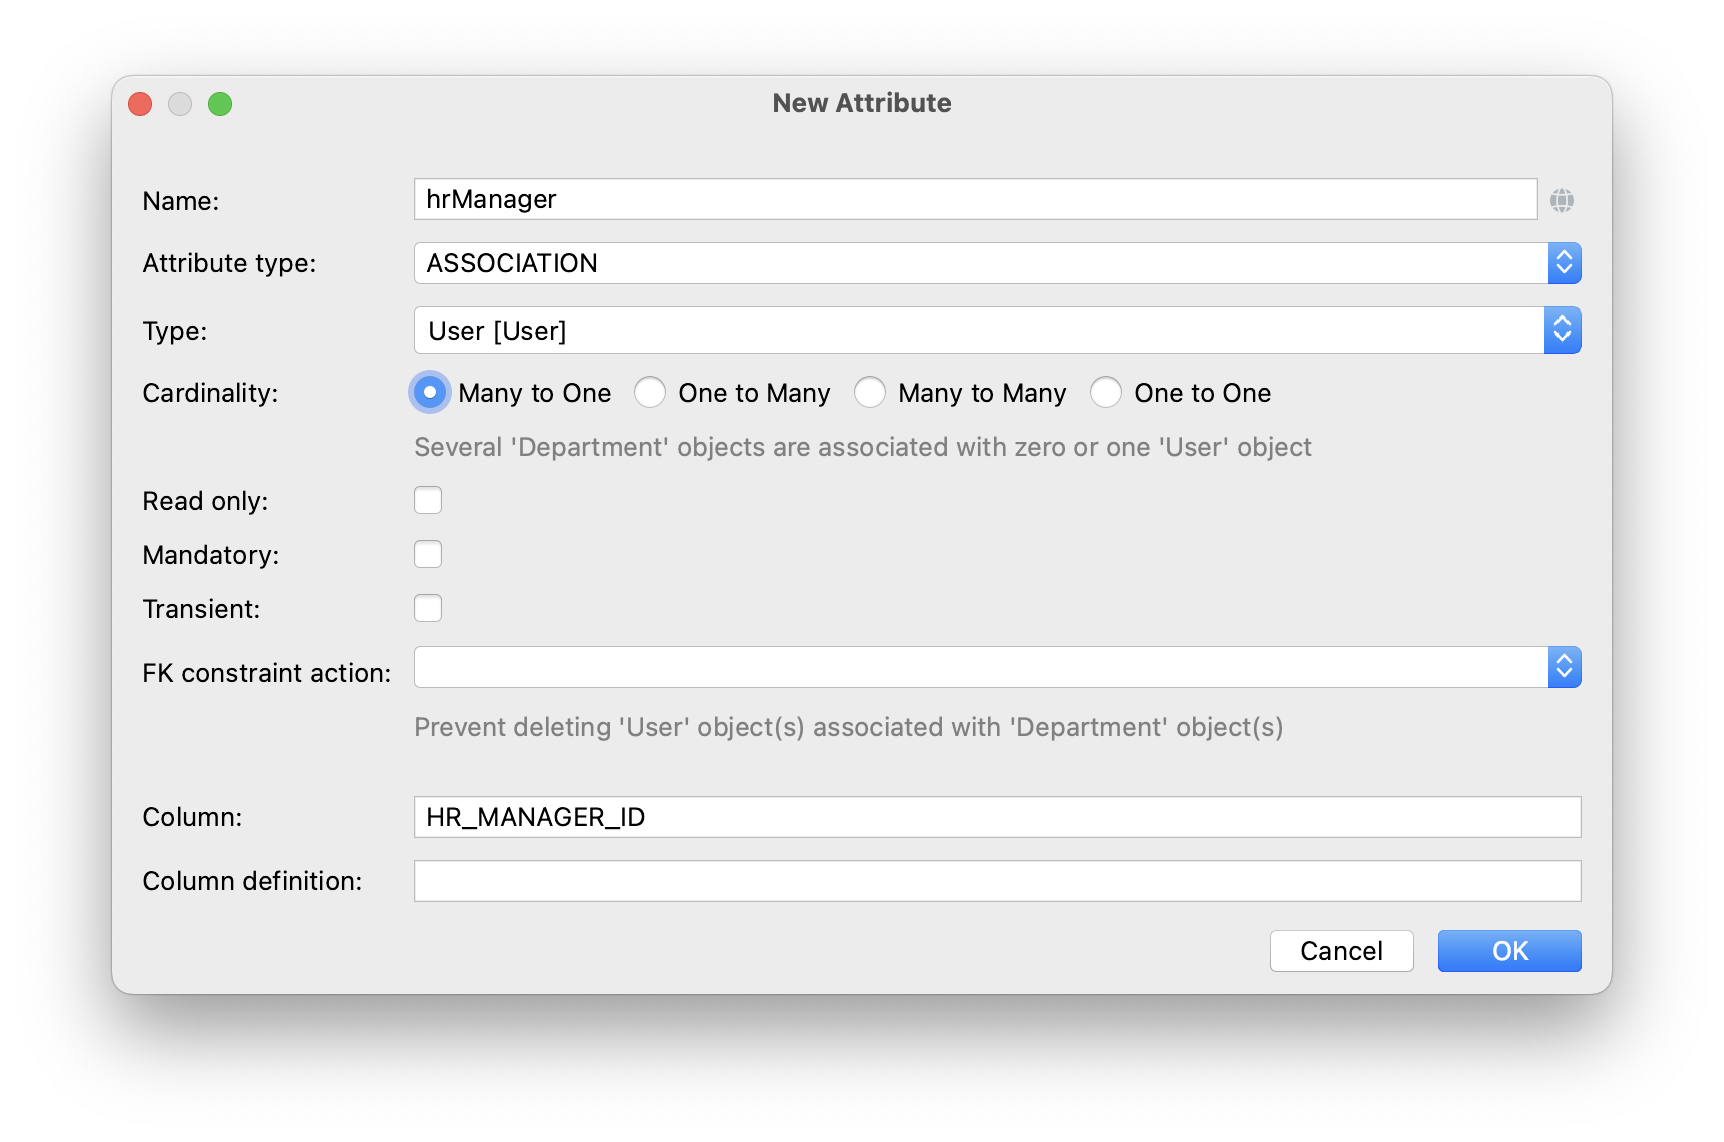 New Attribute
Name: hrManager
Attribute type: ASSOCIATION
Type: User [User]
Cardinality: Many to One One to Many Many to Many One to One
Several 'Department' objects are associated with zero or one 'User' object
Read only:
Mandatory:
Transient:
FK constraint action:
Prevent deleting 'User' object(s) associated with 'Department' object(s)
Column: HR_MANAGER_ID
Column definition:
Cancel OK